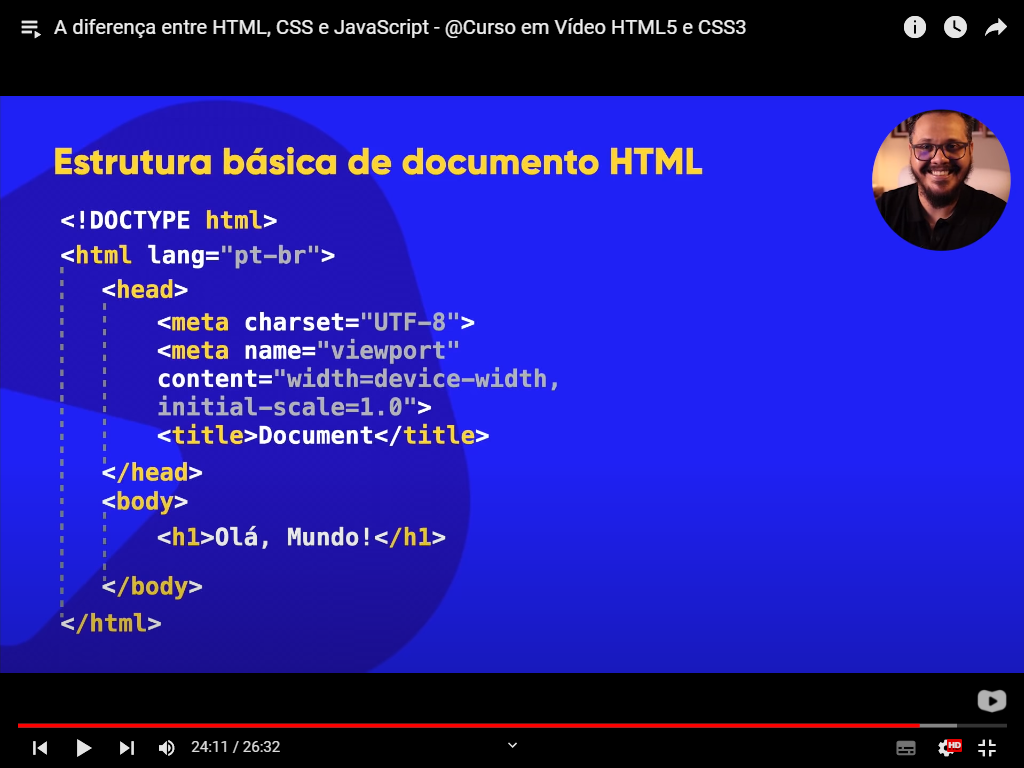 A diferença entre HTML, CSS e JavaScript - @Curso em Vídeo HTML5 e CSS3
Estrutura básica de documento HTML
<!DOCTYPE html>
<html lang="pt-br">
<head>
<meta charset="UTF-8">
<meta name="viewport"
content="width=device-width,
initial-scale=1.0">
<title>Document</title>
</head>
<body>
<h1>Olá, Mundo!</h1>
</body>
</html>
24:11 / 26:32
HD